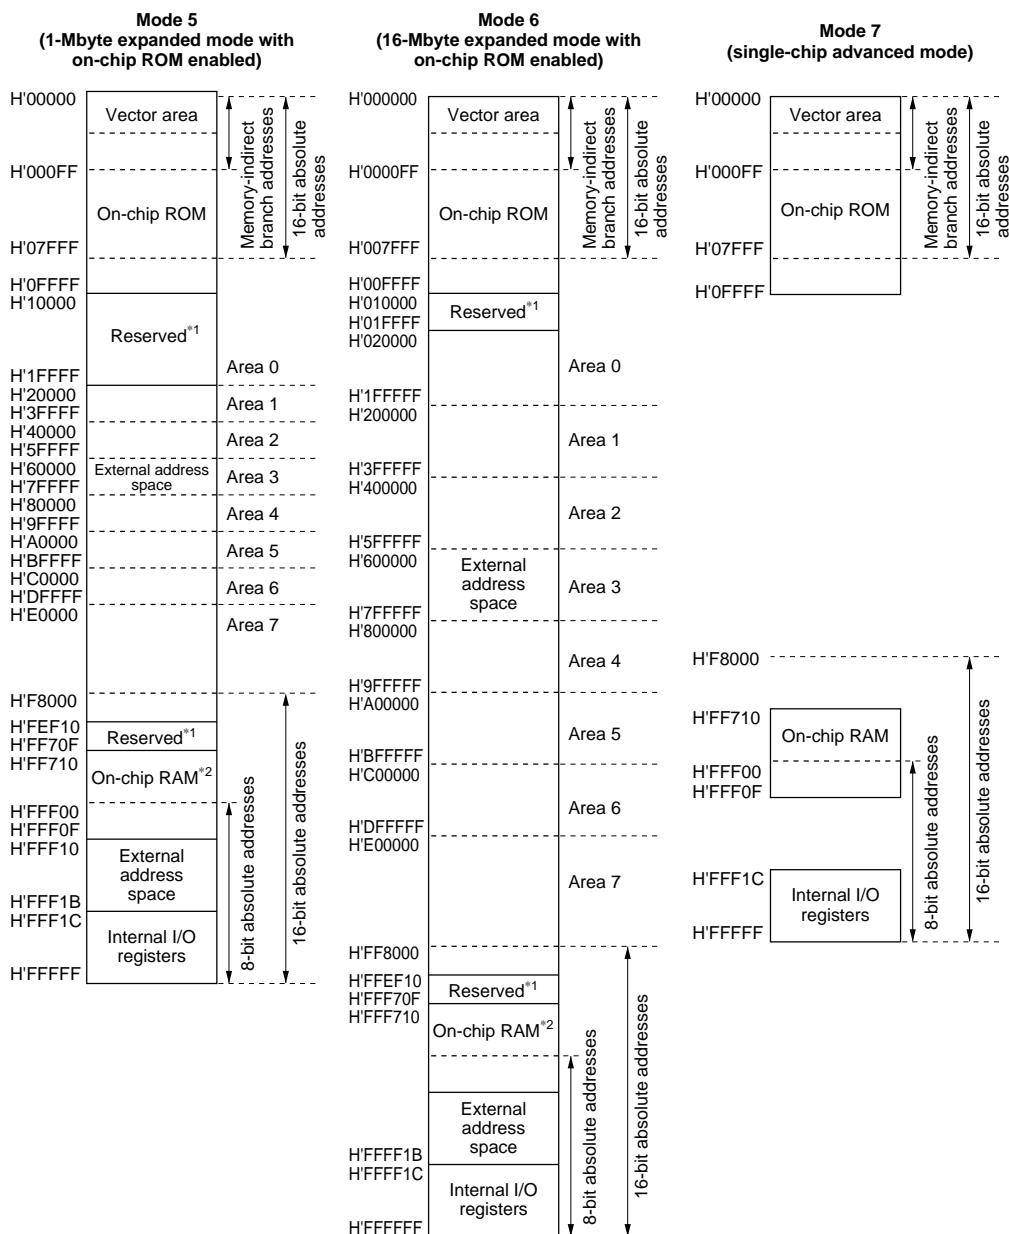 Mode 5
(1-Mbyte expanded mode with
on-chip ROM enabled)
H'00000
Vector area
H'000FF
On-chip ROM
H'07FFF
H'0FFFF
H'10000
Reserved*1
H'1FFFF
H'20000
H'3FFFF
H'40000
H'5FFFF
H'60000
H'7FFFF
External address
space
H'80000
H'9FFFF
H'A0000
H'BFFFF
H'C0000
H'DFFFF
H'E0000
Area 0
Area 1
Area 2
Area 3
Area 4
Area 5
Area 6
Area 7
H'F8000
H'FEF10
H'FF70F
Reserved*1
H'FF710
On-chip RAM*2
H'FFF00
H'FFF0F
H'FFF10
External
address
space
H'FFF1B
H'FFF1C
Internal I/O
registers
H'FFFFF
Memory-indirect
branch addresses
16-bit absolute
addresses
8-bit absolute addresses
16-bit absolute addresses
Mode 6
(16-Mbyte expanded mode with
on-chip ROM enabled)
H'000000
Vector area
H'0000FF
On-chip ROM
H'007FFF
H'00FFFF
H'010000
Reserved*1
H'01FFFF
H'020000
H'1FFFFF
H'200000
H'3FFFFF
H'400000
H'5FFFFF
H'600000
External
address
space
H'7FFFFF
H'800000
H'9FFFFF
H'A00000
H'BFFFFF
H'C00000
H'DFFFFF
H'E00000
Area 0
Area 1
Area 2
Area 3
Area 4
Area 5
Area 6
Area 7
H'FF8000
H'FFEF10
H'FFF70F
Reserved*1
H'FFF710
On-chip RAM*2
External
address
space
H'FFFF1B
H'FFFF1C
Internal I/O
registers
H'FFFFFF
Memory-indirect
branch addresses
16-bit absolute
addresses
8-bit absolute addresses
16-bit absolute addresses
Mode 7
(single-chip advanced mode)
H'00000
Vector area
H'000FF
On-chip ROM
H'07FFF
H'0FFFF
Memory-indirect
branch addresses
16-bit absolute
addresses
H'F8000
H'FF710
On-chip RAM
H'FFF00
H'FFF0F
H'FFF1C
Internal I/O
registers
H'FFFFF
8-bit absolute addresses
16-bit absolute addresses